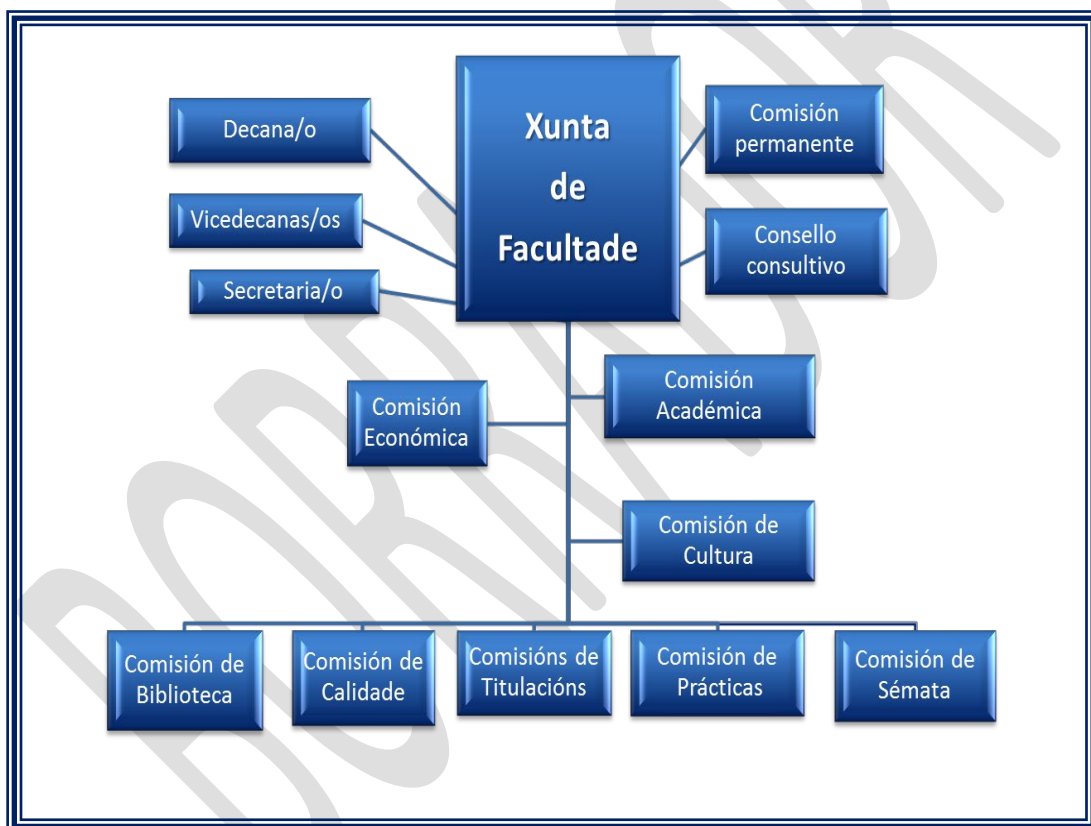 Xunta
de
Facultade
Decana/o
Vicedecanas/os
Secretaria/o
Comisión
permanente
Consello
consultivo
Comisión
Económica
Comisión
Académica
Comisión de
Cultura
Comisión de
Biblioteca
Comisión de
Calidade
Comisións de
Titulacións
Comisión de
Prácticas
Comisión de
Sémata
BORRADOR